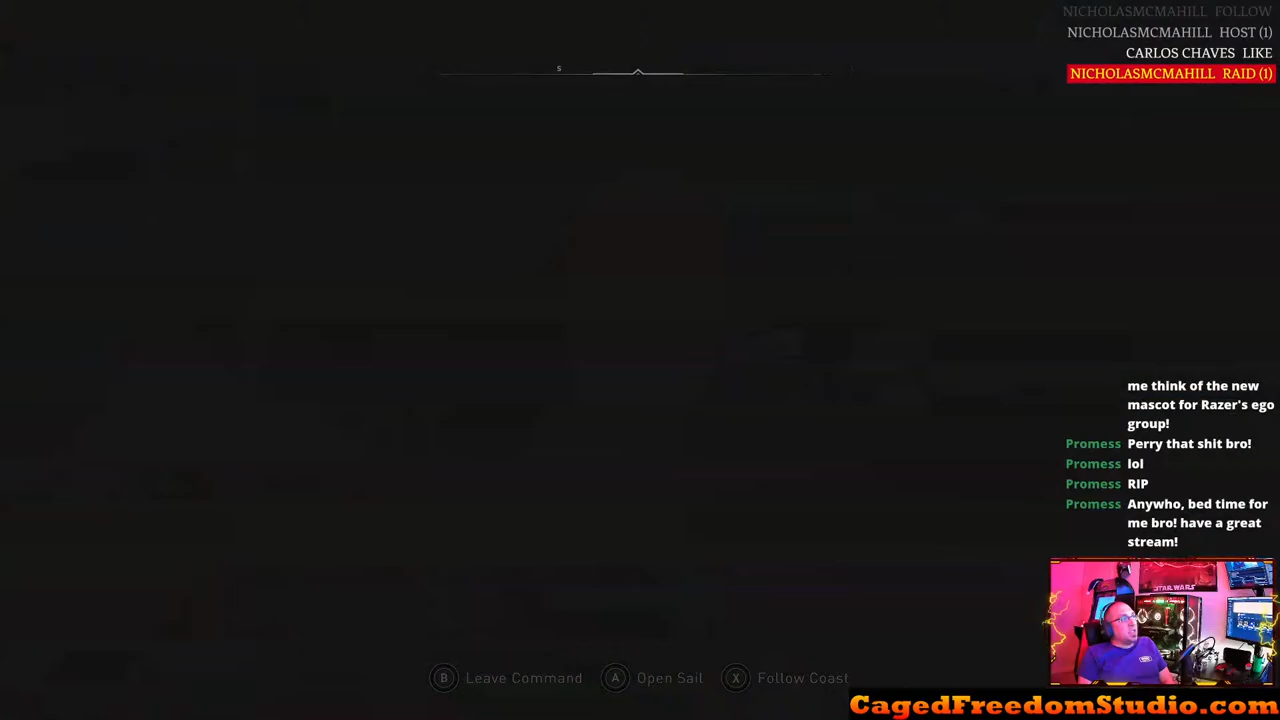 NICHOLASMCMAHILL FOLLOW
NICHOLASMCMAHILL HOST (1)
CARLOS CHAVES LIKE
NICHOLASMCMAHILL RAID (1)
S
me think of the new
mascot for Razer's ego
group!
Promess Perry that shit bro!
Promess lol
Promess RIP
Promess Anywho, bed time for
me bro! have a great
stream!
STAR WARS
B Leave Command A Open Sail X Follow Coast
CagedFreedomStudio.com